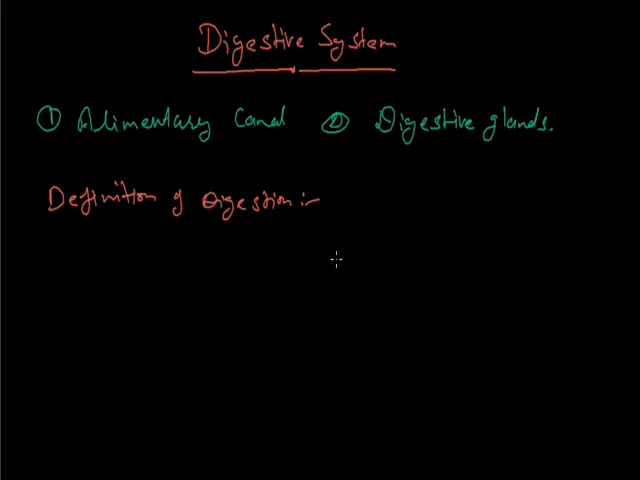 Digestive System
① Alimentary Canal ② Digestive glands.
Definition of Digestion :-